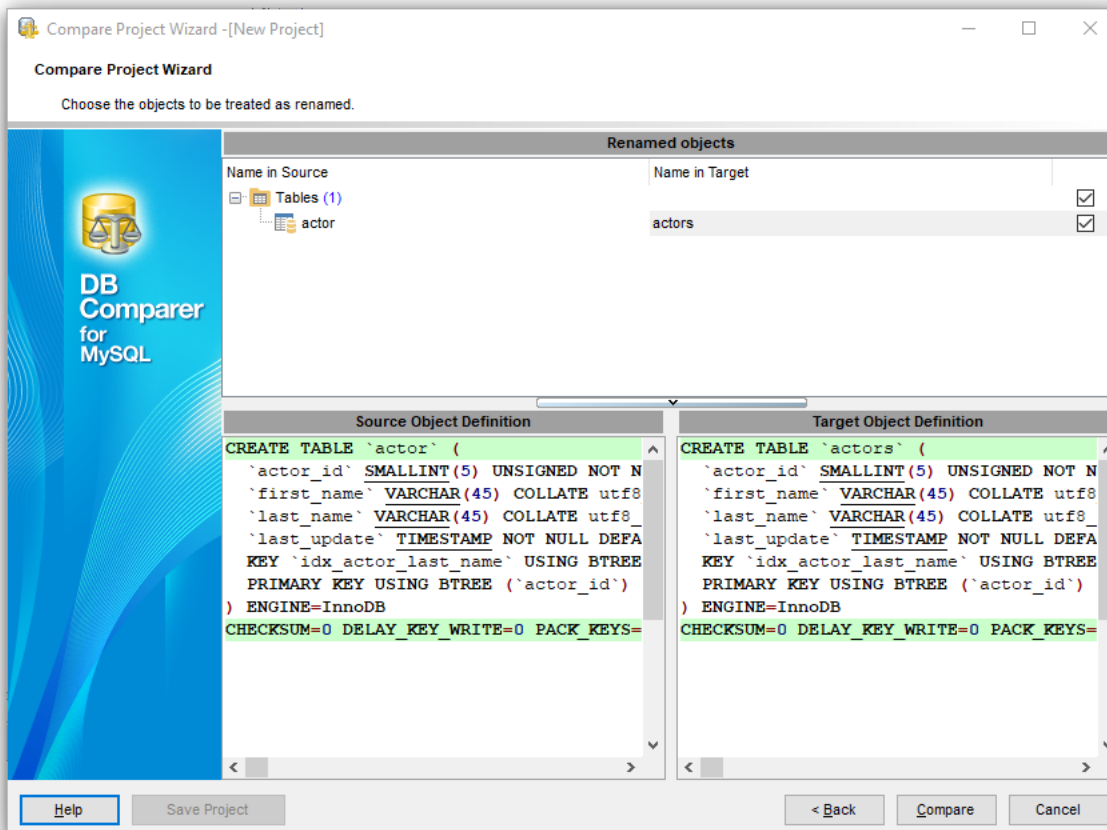 Compare Project Wizard -[New Project]
Compare Project Wizard
Choose the objects to be treated as renamed.
Renamed objects
Name in Source Name in Target
Tables (1)
actor actors
DB
Comparer
for
MySQL
Source Object Definition
CREATE TABLE `actor` (
`actor_id` SMALLINT(5) UNSIGNED NOT N
`first_name` VARCHAR(45) COLLATE utf8
`last_name` VARCHAR(45) COLLATE utf8_
`last_update` TIMESTAMP NOT NULL DEFA
KEY `idx_actor_last_name` USING BTREE
PRIMARY KEY USING BTREE (`actor_id`)
) ENGINE=InnoDB
CHECKSUM=0 DELAY_KEY_WRITE=0 PACK_KEYS=
Target Object Definition
CREATE TABLE `actors` (
`actor_id` SMALLINT(5) UNSIGNED NOT N
`first_name` VARCHAR(45) COLLATE utf8
`last_name` VARCHAR(45) COLLATE utf8_
`last_update` TIMESTAMP NOT NULL DEFA
KEY `idx_actor_last_name` USING BTREE
PRIMARY KEY USING BTREE (`actor_id`)
) ENGINE=InnoDB
CHECKSUM=0 DELAY_KEY_WRITE=0 PACK_KEYS=
Help Save Project < Back Compare Cancel